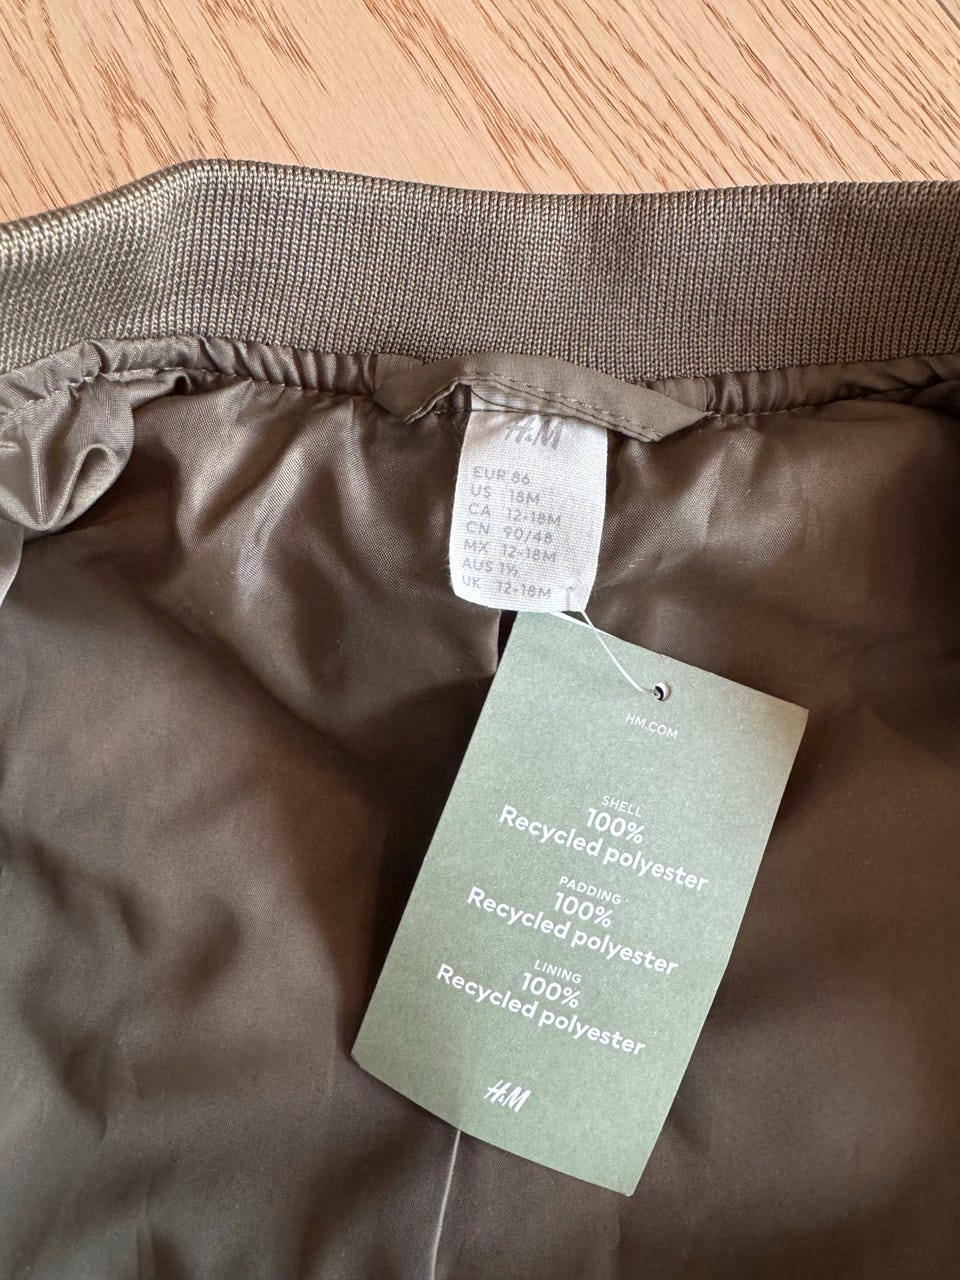 H&M
EUR 86
US 18M
CA 12-18M
CN 90/48
MX 12-18M
AUS 1½
UK 12-18M
HM.COM
SHELL
100%
Recycled polyester
PADDING
100%
Recycled polyester
LINING
100%
Recycled polyester
H&M